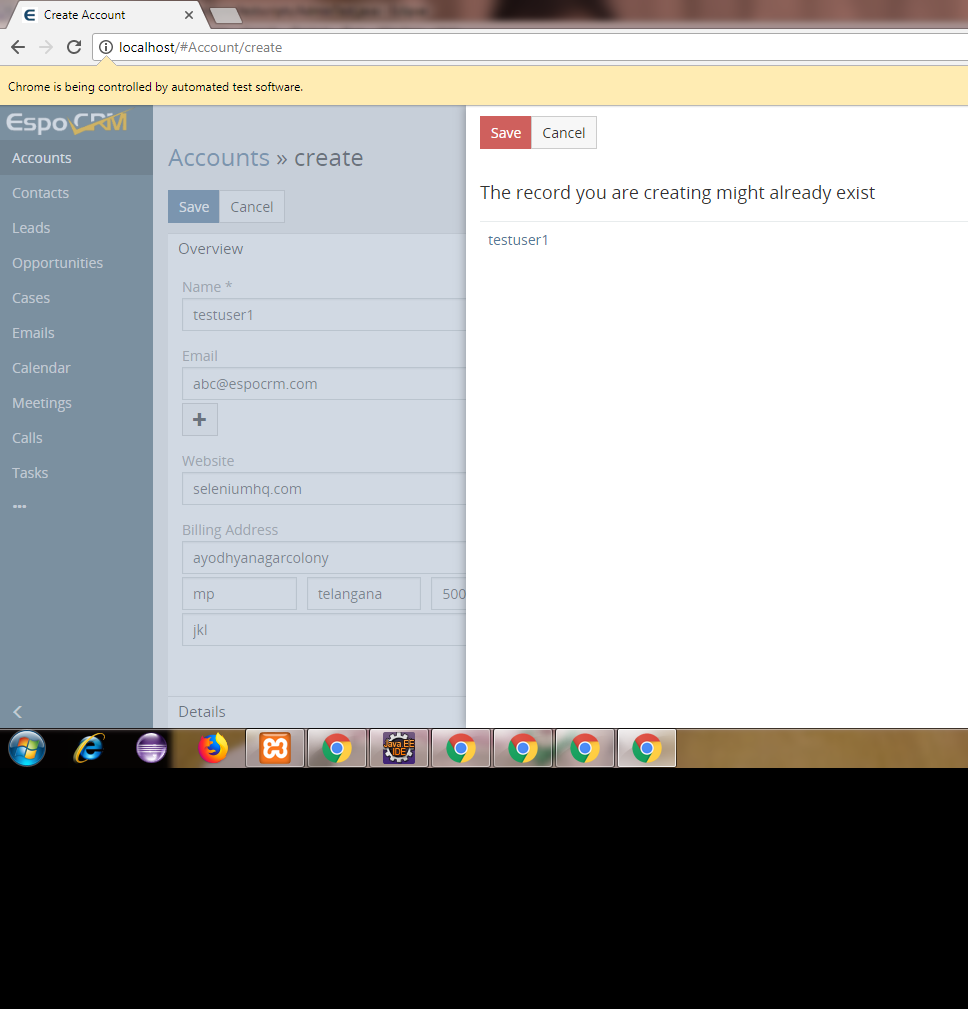 Create Account
localhost/#Account/create
Chrome is being controlled by automated test software.
EspoCRM
Accounts
Contacts
Leads
Opportunities
Cases
Emails
Calendar
Meetings
Calls
Tasks
Accounts » create
Save Cancel
Overview
Name *
testuser1
Email
abc@espocrm.com
Website
seleniumhq.com
Billing Address
ayodhyanagarcolony
mp telangana 500
jkl
Details
Save Cancel
The record you are creating might already exist
testuser1
Java EE
IDE